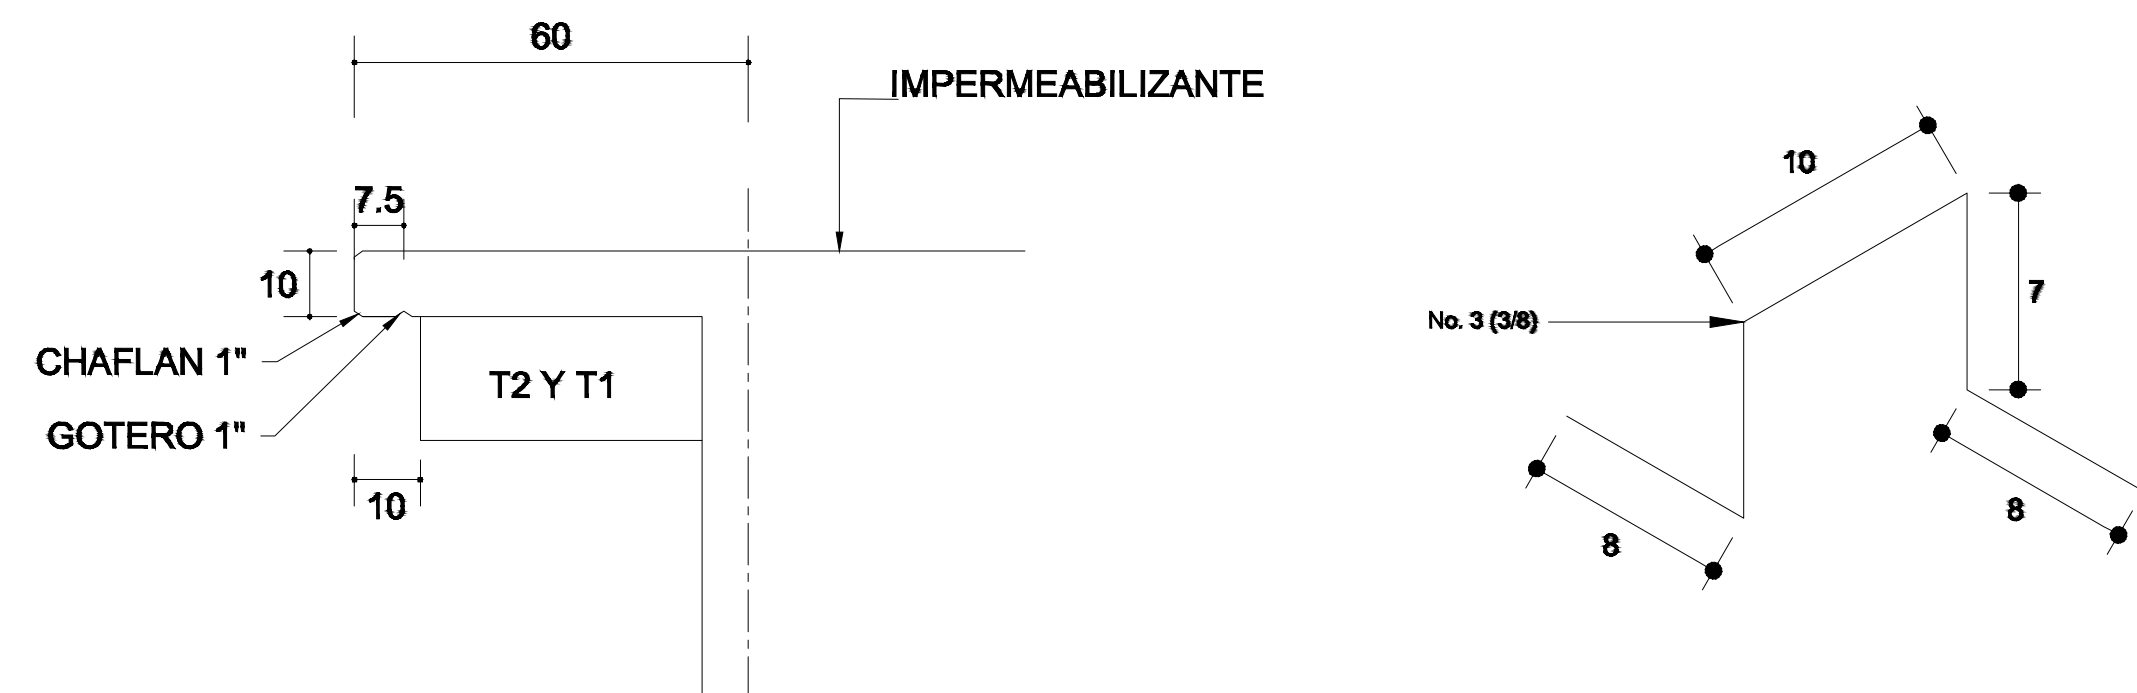 60
IMPERMEABILIZANTE
7.5
10
CHAFLAN 1"
T2 Y T1
GOTERO 1"
10
10
7
No. 3 (3/8)
8
8